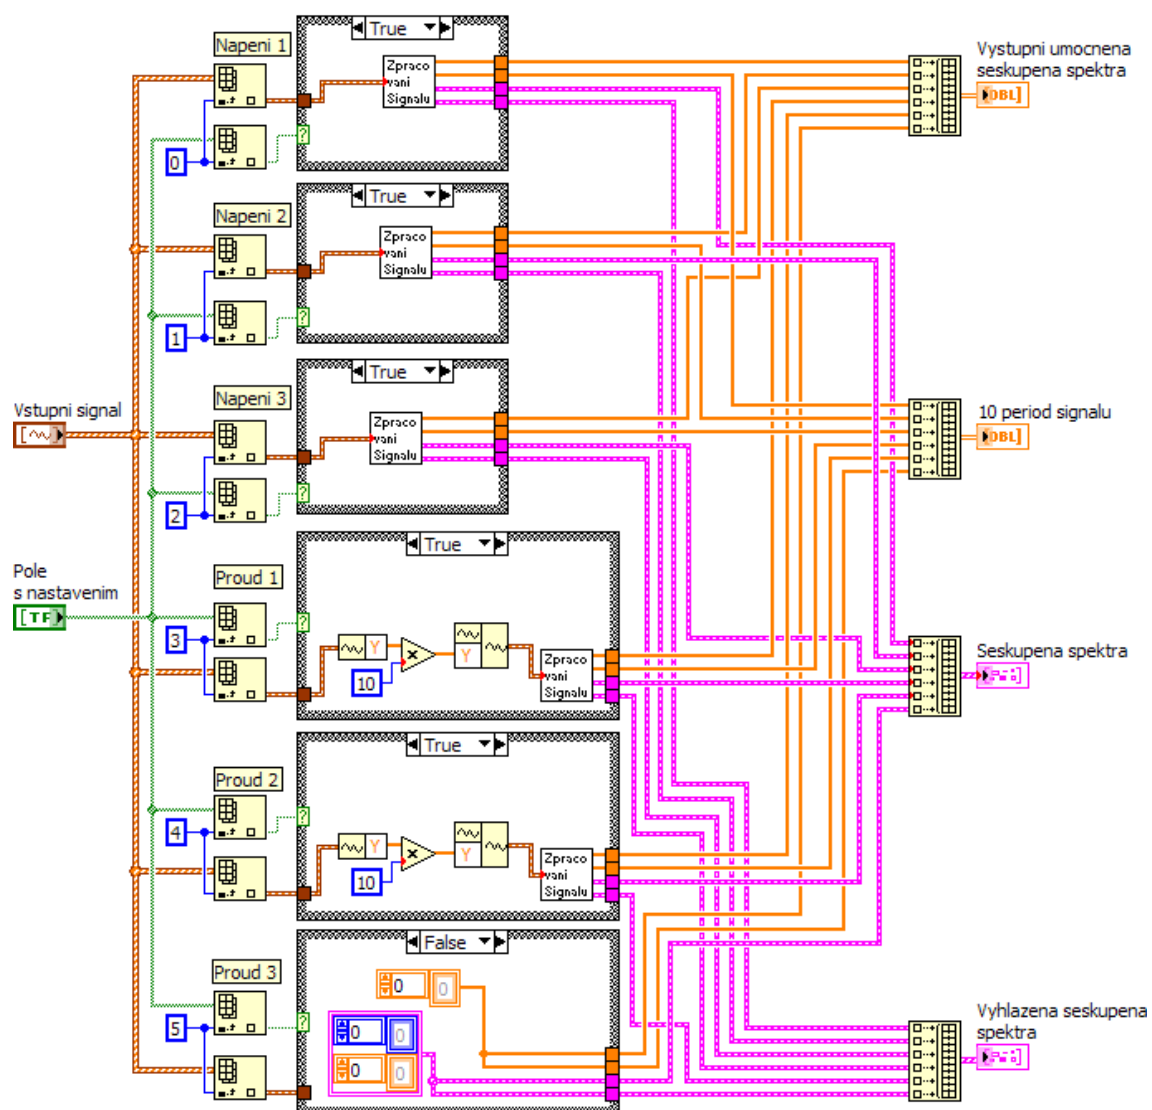 Napeni 1
True
Zpraco
vani
Signalu
0
?
Vystupni umocnena
seskupena spektra
DBL]
Napeni 2
True
Zpraco
vani
Signalu
1
?
Napeni 3
True
Zpraco
vani
Signalu
2
?
Vstupni signal
10 period signalu
DBL]
Pole
s nastavenim
[TF]
Proud 1
True
3
?
Y
×
10
Y
Zpraco
vani
Signalu
Seskupena spektra
Proud 2
True
4
?
Y
×
10
Y
Zpraco
vani
Signalu
Proud 3
False
5
?
0
0
0
0
0
0
Vyhlazena seskupena
spektra